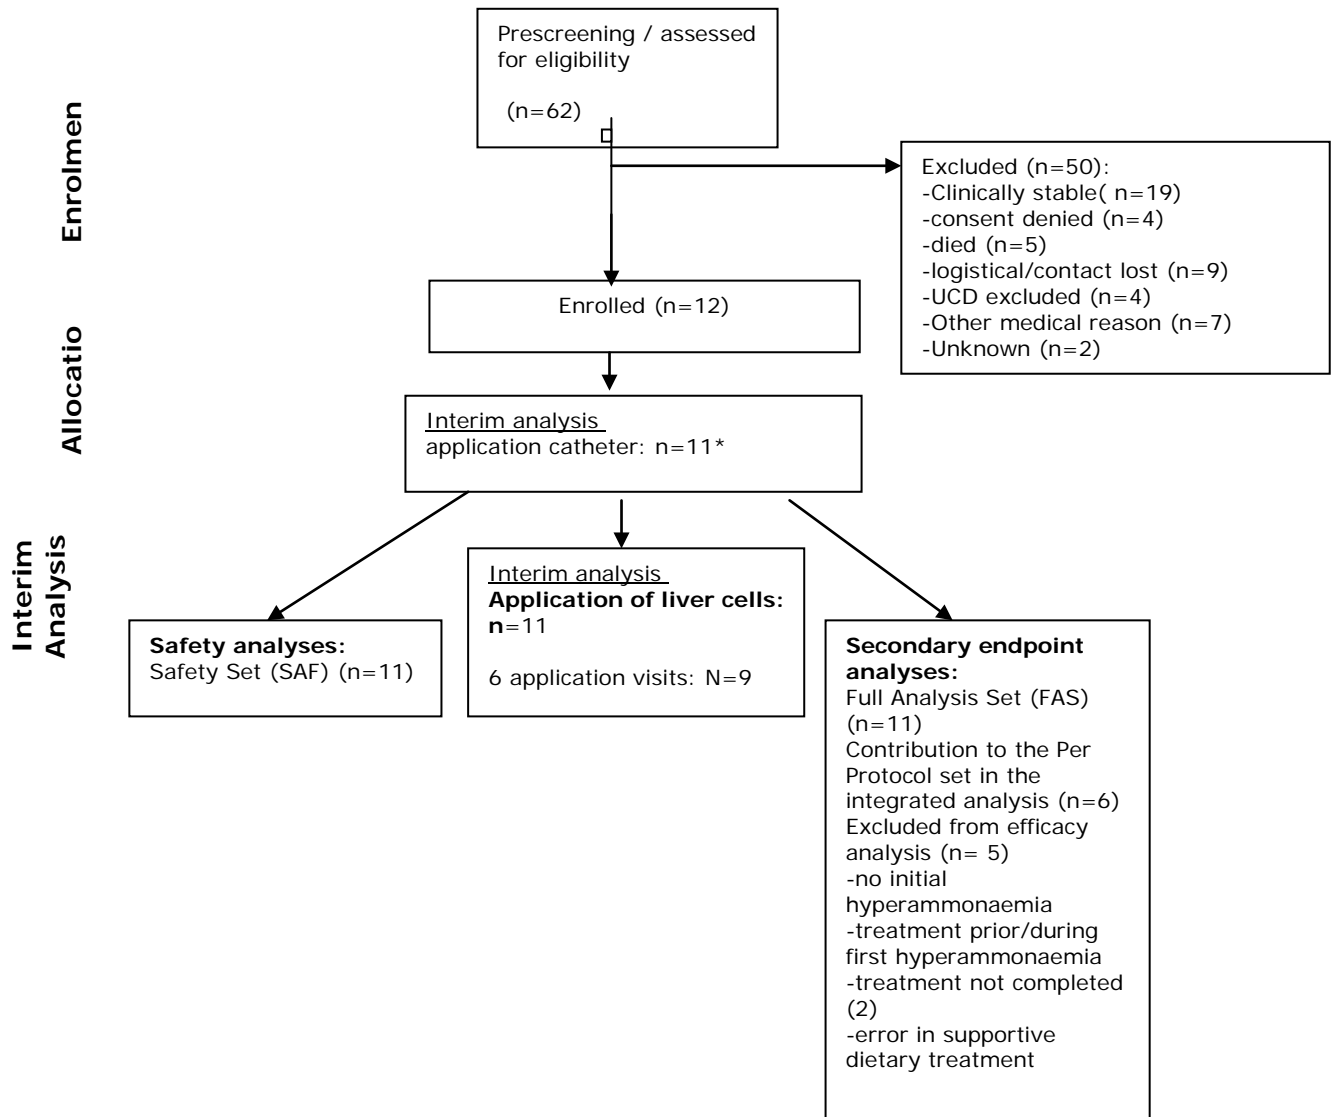 Prescreening / assessed
for eligibility
(n=62)
Enrolmen
Excluded (n=50):
-Clinically stable( n=19)
-consent denied (n=4)
-died (n=5)
-logistical/contact lost (n=9)
-UCD excluded (n=4)
-Other medical reason (n=7)
-Unknown (n=2)
Enrolled (n=12)
Allocatio
Interim analysis
application catheter: n=11*
Interim
Analysis
Safety analyses:
Safety Set (SAF) (n=11)
Interim analysis
Application of liver cells:
n=11
6 application visits: N=9
Secondary endpoint
analyses:
Full Analysis Set (FAS)
(n=11)
Contribution to the Per
Protocol set in the
integrated analysis (n=6)
Excluded from efficacy
analysis (n= 5)
-no initial
hyperammonaemia
-treatment prior/during
first hyperammonaemia
-treatment not completed
(2)
-error in supportive
dietary treatment